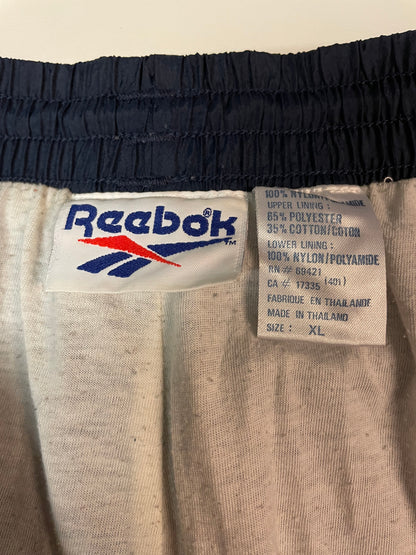 Reebok®
™
100% NYLON/POLYAMIDE
UPPER LINING :
65% POLYESTER
35% COTTON/COTON
LOWER LINING :
100% NYLON/POLYAMIDE
RN # 69421
CA # 17335 (401)
FABRIQUE EN THAILANDE
MADE IN THAILAND
SIZE : XL